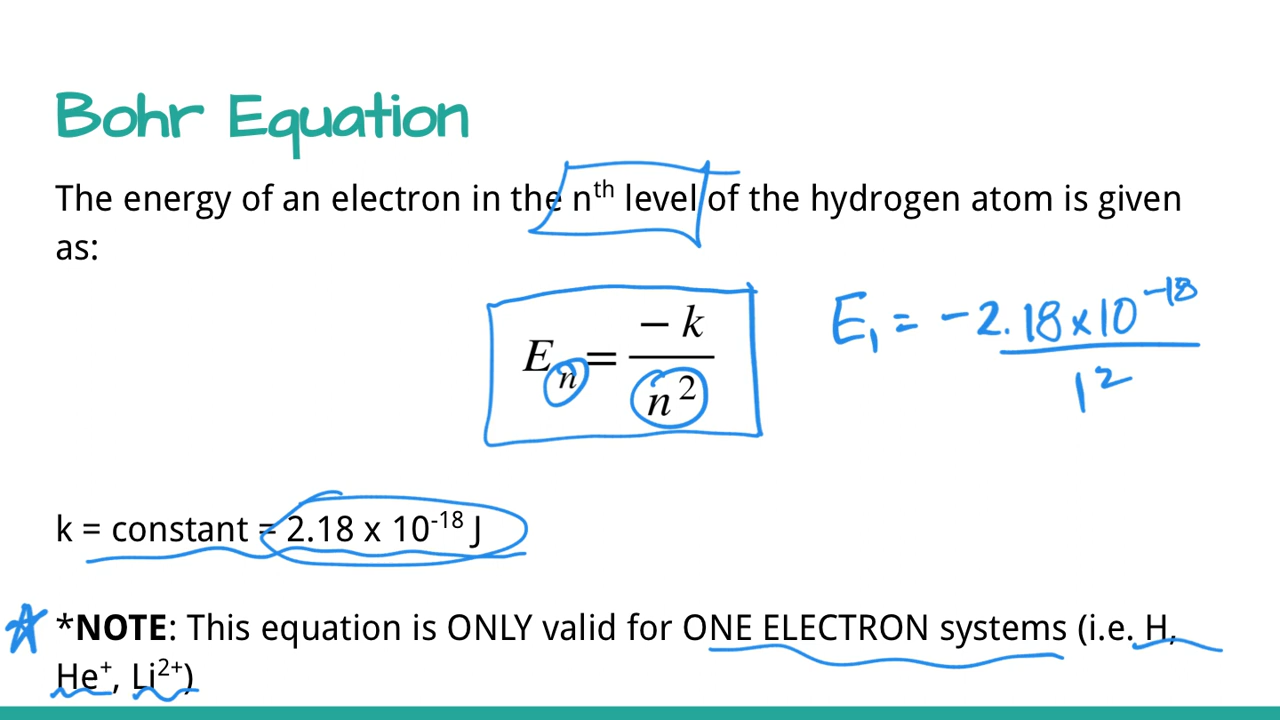 Bohr Equation
The energy of an electron in the nᵗʰ level of the hydrogen atom is given
as:
Eₙ = −k / n²
E₁ = −2.18×10⁻¹⁸ / 1²
k = constant = 2.18 x 10⁻¹⁸ J
*NOTE: This equation is ONLY valid for ONE ELECTRON systems (i.e. H,
He⁺, Li²⁺)